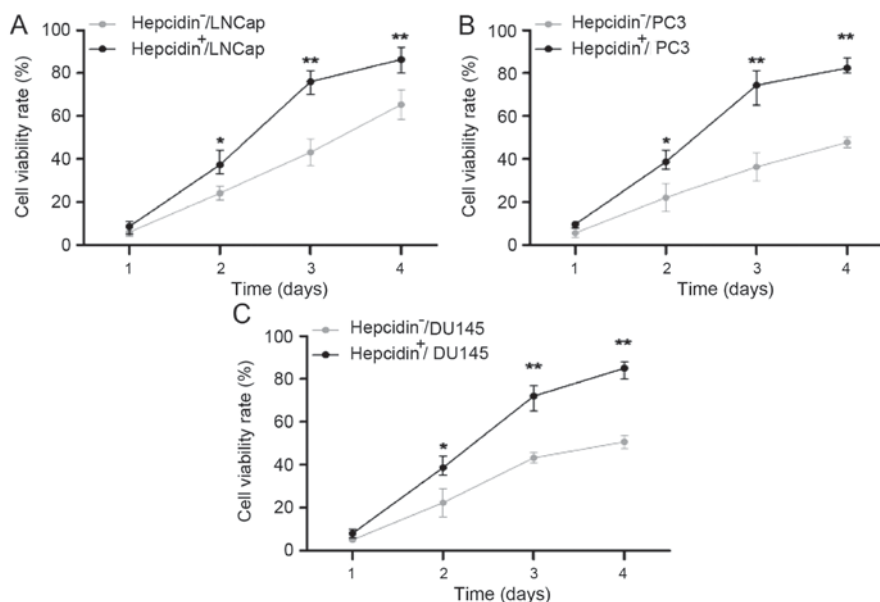 A
Hepcidin⁻/LNCap
Hepcidin⁺/LNCap
Cell viability rate (%)
100
80
60
40
20
0
*
**
**
1 2 3 4
Time (days)
B
Hepcidin⁻/PC3
Hepcidin⁺/ PC3
Cell viability rate (%)
100
80
60
40
20
0
*
**
**
1 2 3 4
Time (days)
C
Hepcidin⁻/DU145
Hepcidin⁺/ DU145
Cell viability rate (%)
100
80
60
40
20
0
*
**
**
1 2 3 4
Time (days)